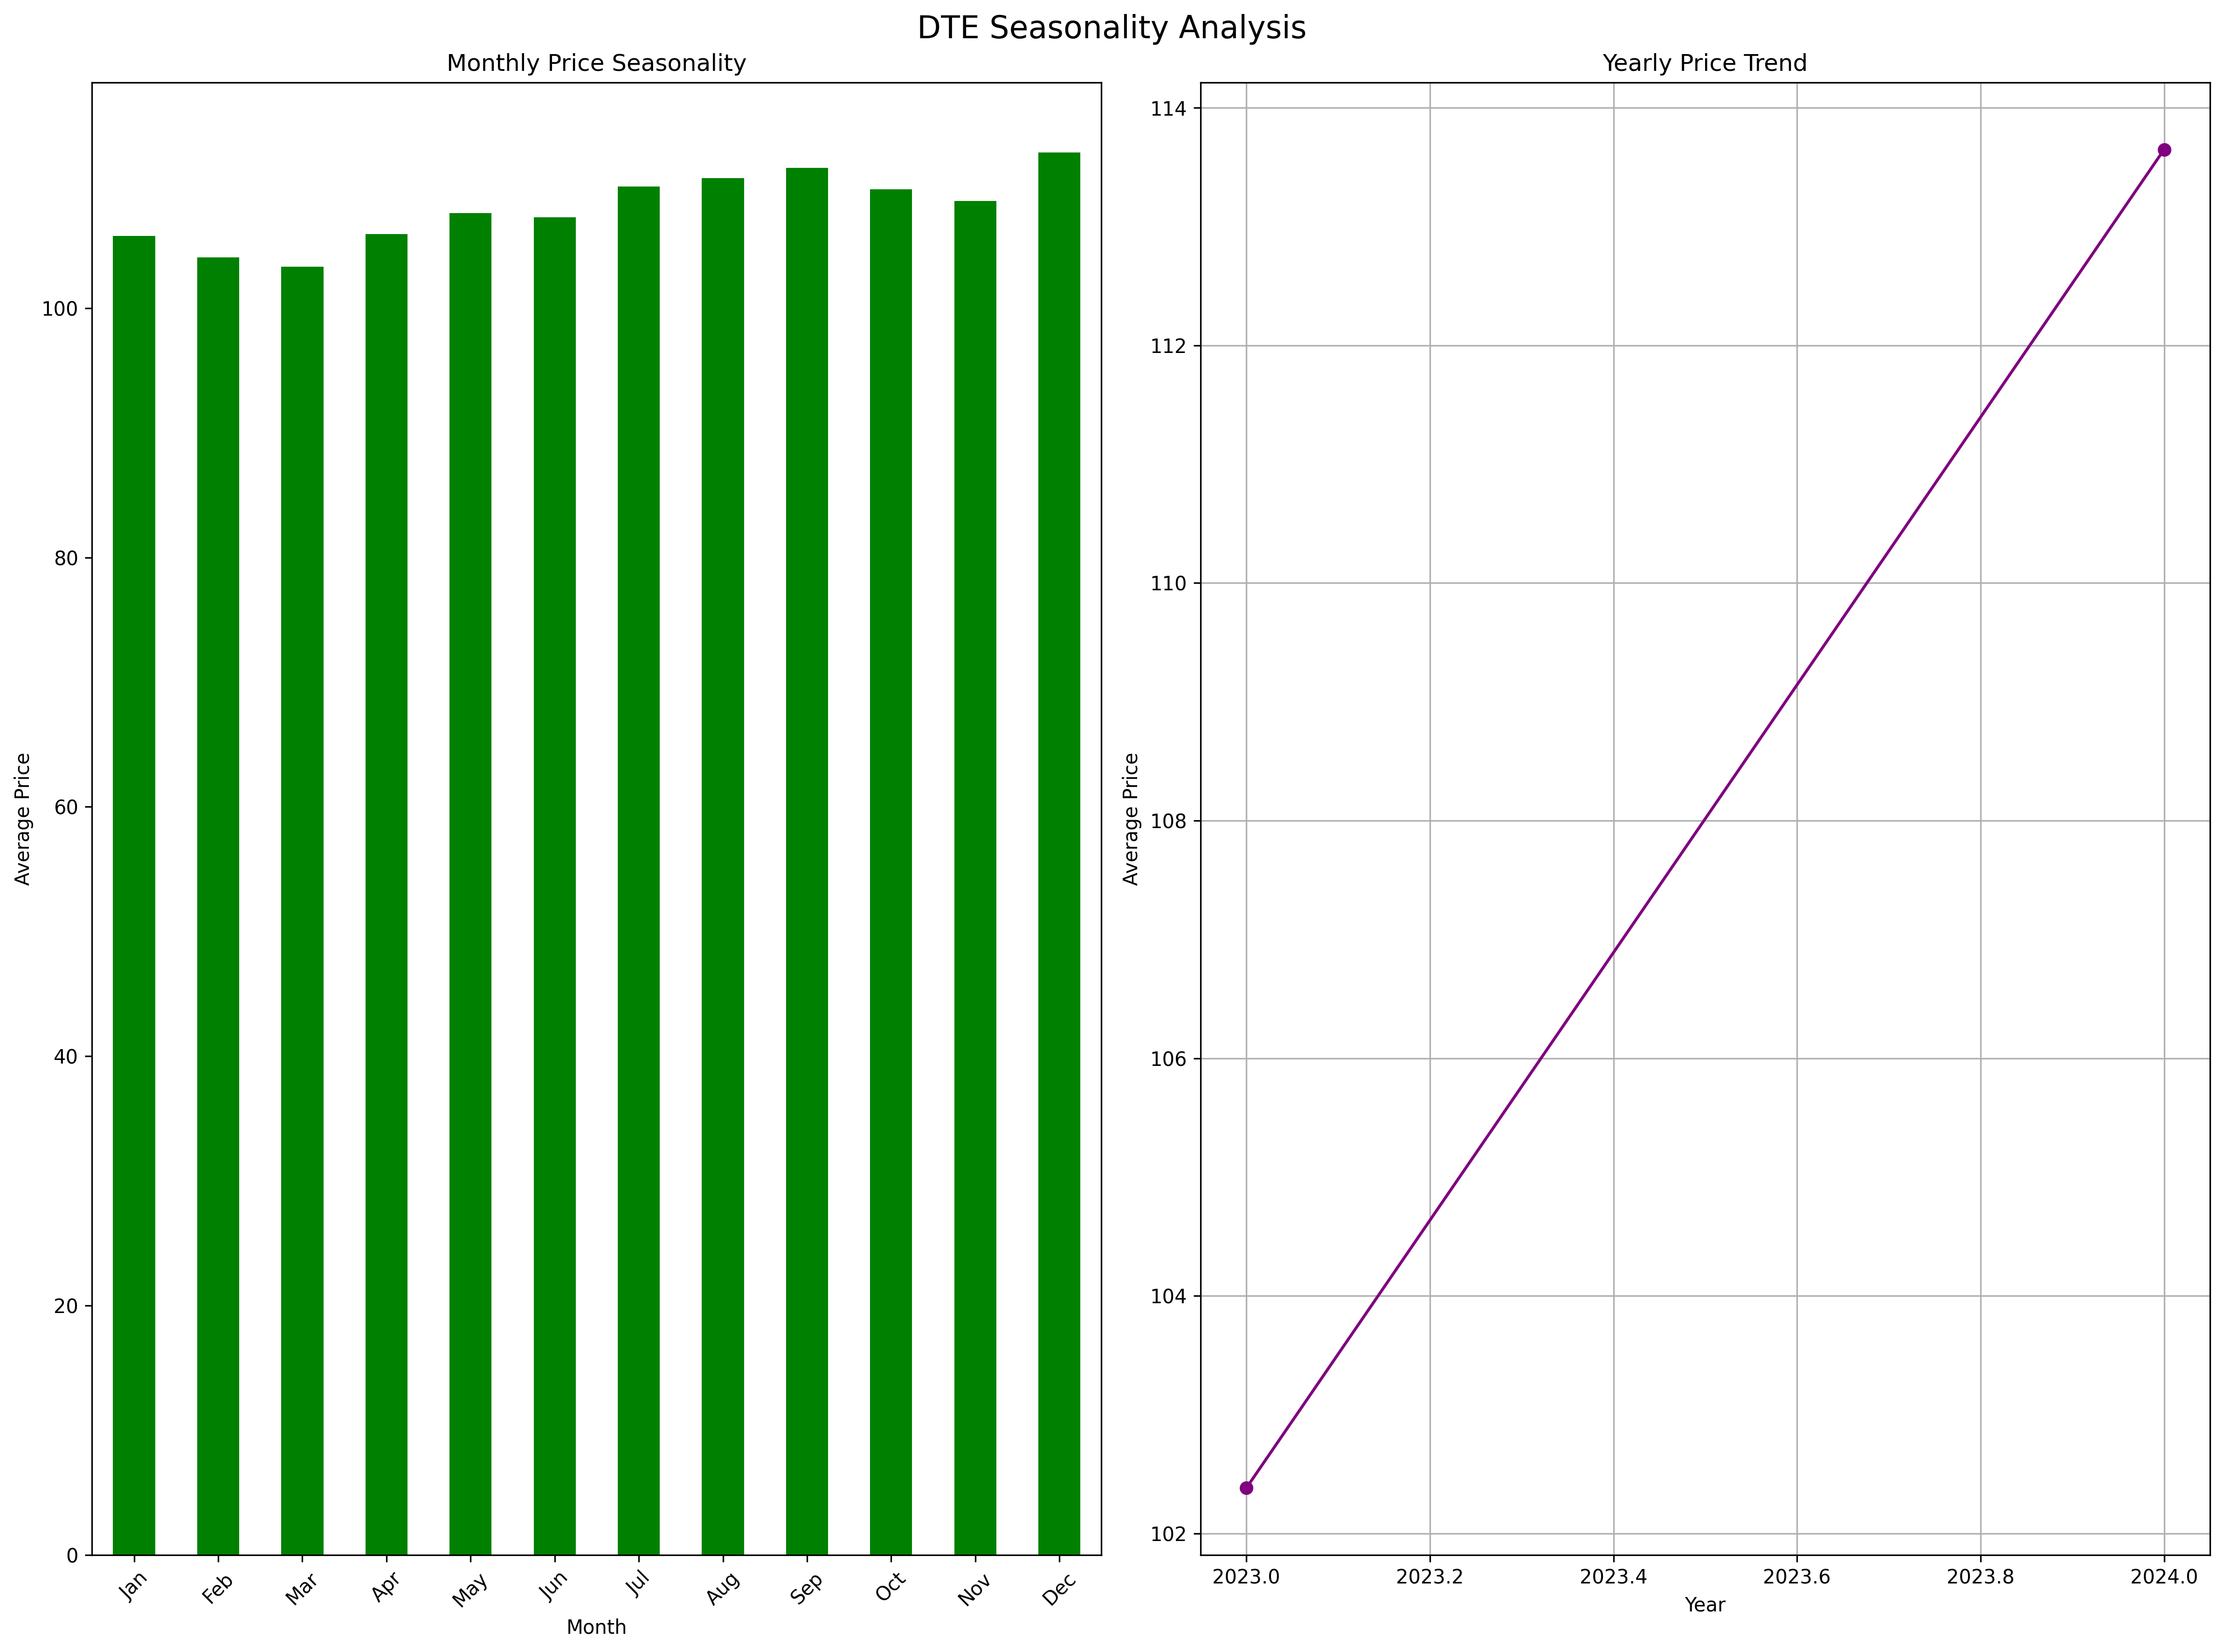 DTE Seasonality Analysis
Monthly Price Seasonality
Average Price
100
80
60
40
20
0
Jan
Feb
Mar
Apr
May
Jun
Jul
Aug
Sep
Oct
Nov
Dec
Month
Yearly Price Trend
Average Price
114
112
110
108
106
104
102
2023.0
2023.2
2023.4
2023.6
2023.8
2024.0
Year